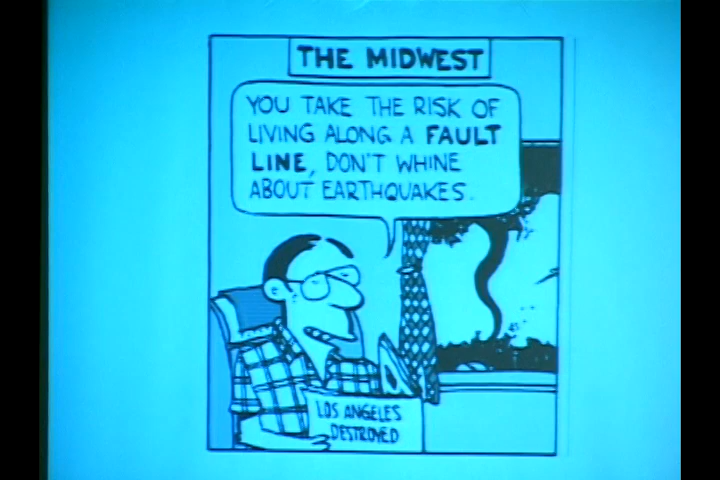 THE MIDWEST
YOU TAKE THE RISK OF
LIVING ALONG A FAULT
LINE, DON'T WHINE
ABOUT EARTHQUAKES.
LOS ANGELES
DESTROYED